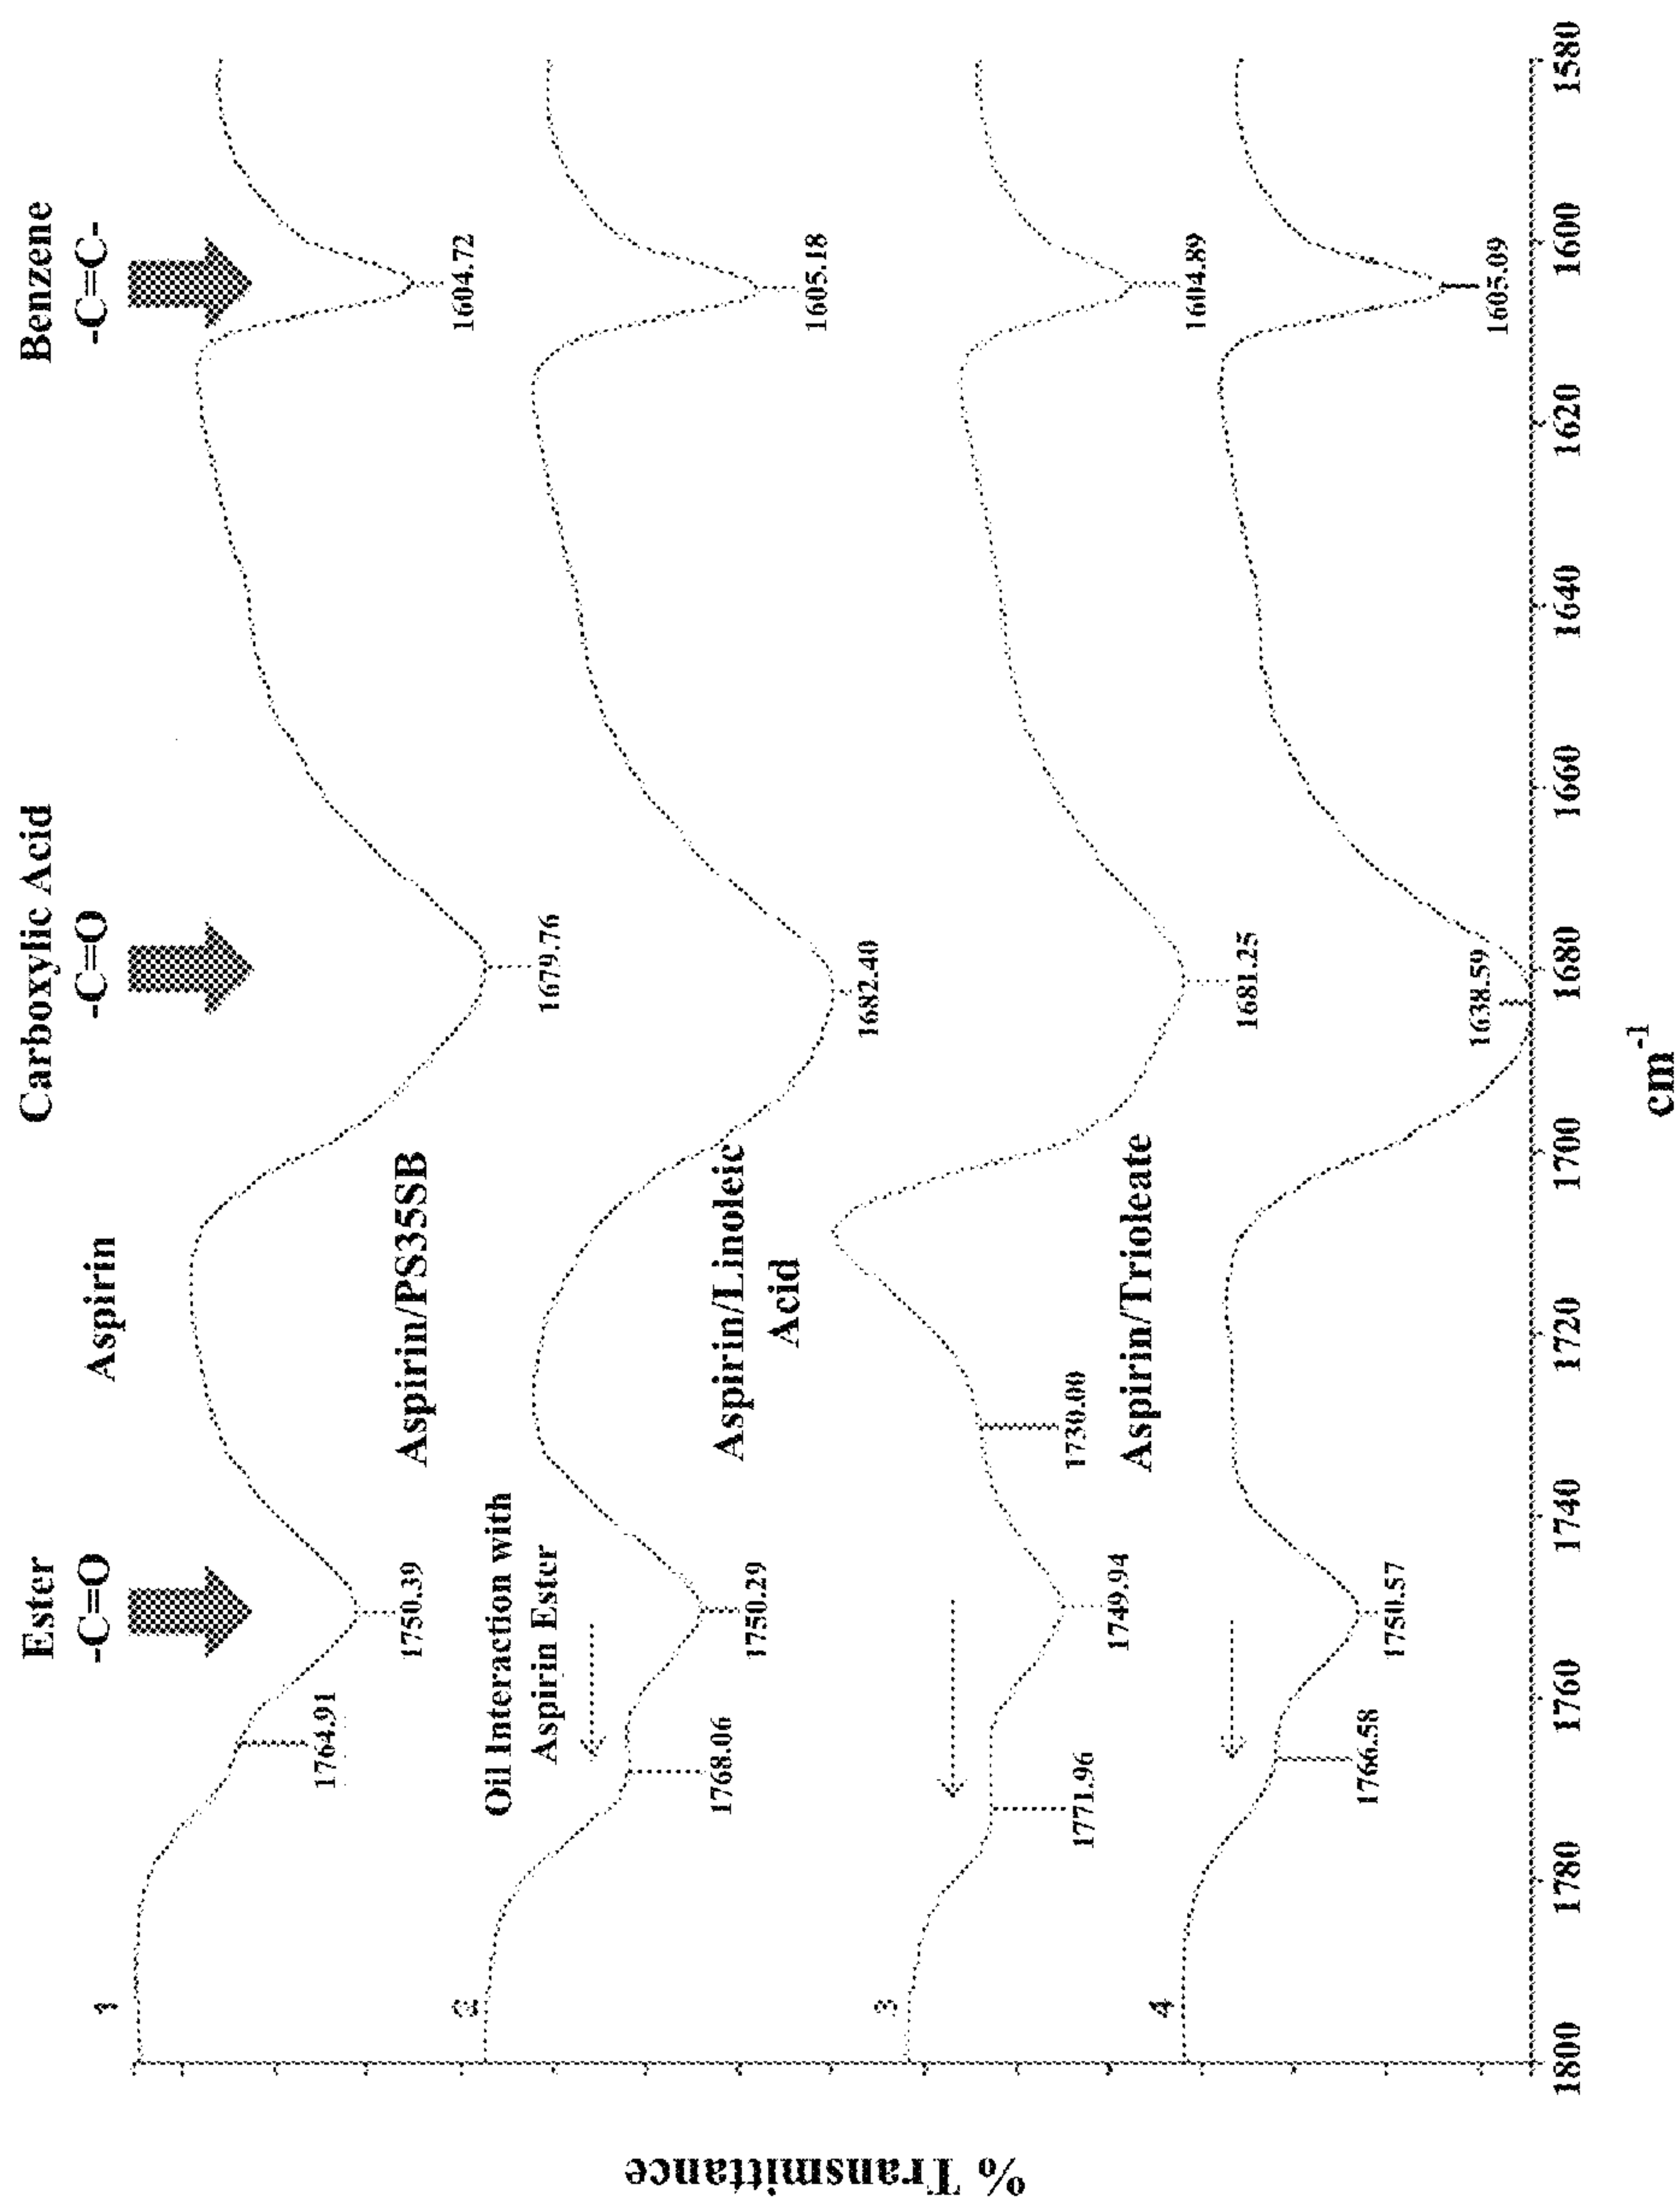 Ester
-C=O
Carboxylic Acid
-C=O
Benzene
-C=C-
Aspirin
1
1764.91
1750.39
1679.76
1604.72
Aspirin/PS35SB
2
Oil Interaction with
Aspirin Ester
1768.06
1750.29
1682.40
1605.18
Aspirin/Linoleic
Acid
3
1771.96
1749.94
1730.00
1681.25
1604.89
Aspirin/Trioleate
4
1766.58
1750.57
1638.59
1605.09
1800 1780 1760 1740 1720 1700 1680 1660 1640 1620 1600 1580
cm-1
% Transmittance